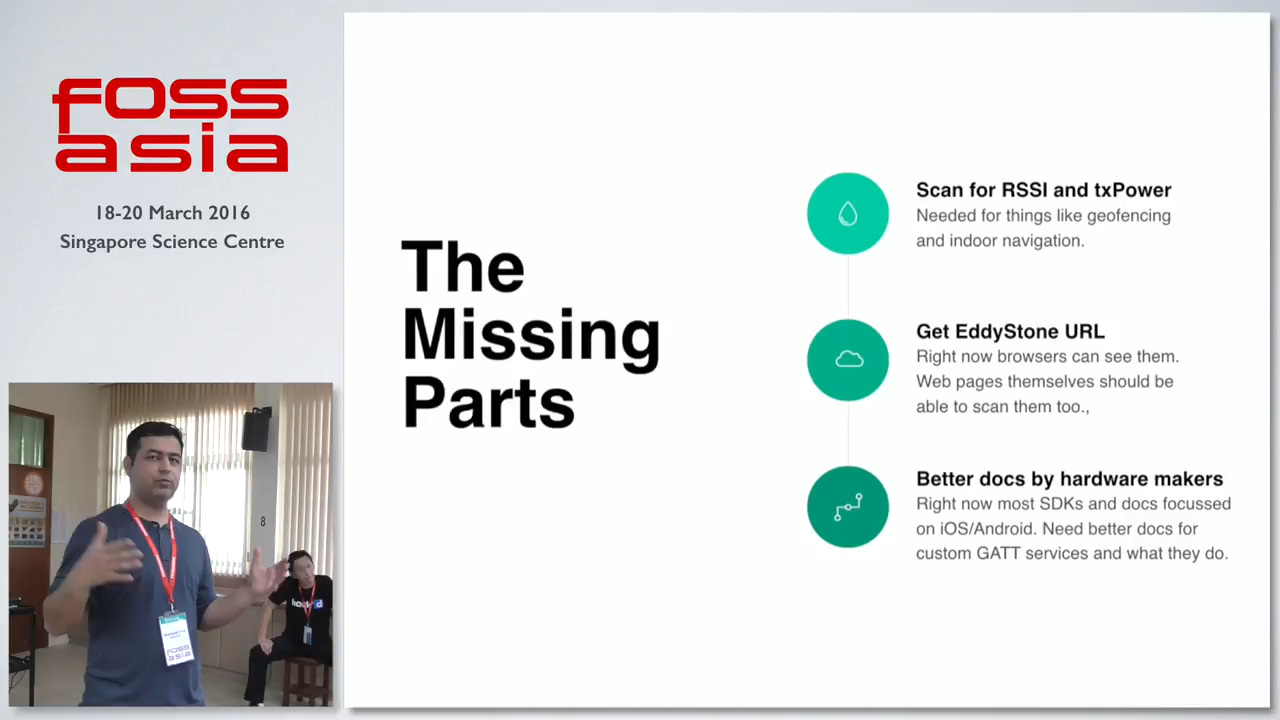 foss
asia
18-20 March 2016
Singapore Science Centre
The
Missing
Parts
Scan for RSSI and txPower
Needed for things like geofencing
and indoor navigation.
Get EddyStone URL
Right now browsers can see them.
Web pages themselves should be
able to scan them too.,
Better docs by hardware makers
Right now most SDKs and docs focussed
on iOS/Android. Need better docs for
custom GATT services and what they do.
8
FOSS
asia